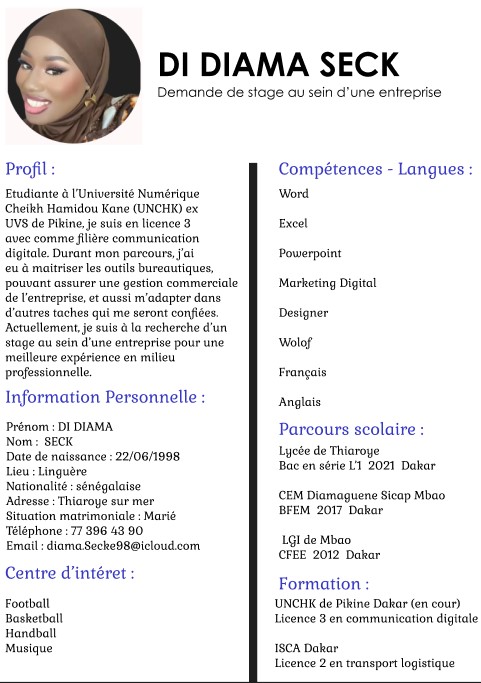 DI DIAMA SECK
Demande de stage au sein d'une entreprise
Profil :
Etudiante à l'Université Numérique
Cheikh Hamidou Kane (UNCHK) ex
UVS de Pikine, je suis en licence 3
avec comme filière communication
digitale. Durant mon parcours, j'ai
eu à maitriser les outils bureautiques,
pouvant assurer une gestion commerciale
de l'entreprise, et aussi m'adapter dans
d'autres taches qui me seront confiées.
Actuellement, je suis à la recherche d'un
stage au sein d'une entreprise pour une
meilleure expérience en milieu
professionnelle.
Information Personnelle :
Prénom : DI DIAMA
Nom : SECK
Date de naissance : 22/06/1998
Lieu : Linguère
Nationalité : sénégalaise
Adresse : Thiaroye sur mer
Situation matrimoniale : Marié
Téléphone : 77 396 43 90
Email : diama.Secke98@icloud.com
Centre d'intéret :
Football
Basketball
Handball
Musique
Compétences - Langues :
Word
Excel
Powerpoint
Marketing Digital
Designer
Wolof
Français
Anglais
Parcours scolaire :
Lycée de Thiaroye
Bac en série L'1 2021 Dakar
CEM Diamaguene Sicap Mbao
BFEM 2017 Dakar
LGI de Mbao
CFEE 2012 Dakar
Formation :
UNCHK de Pikine Dakar (en cour)
Licence 3 en communication digitale
ISCA Dakar
Licence 2 en transport logistique